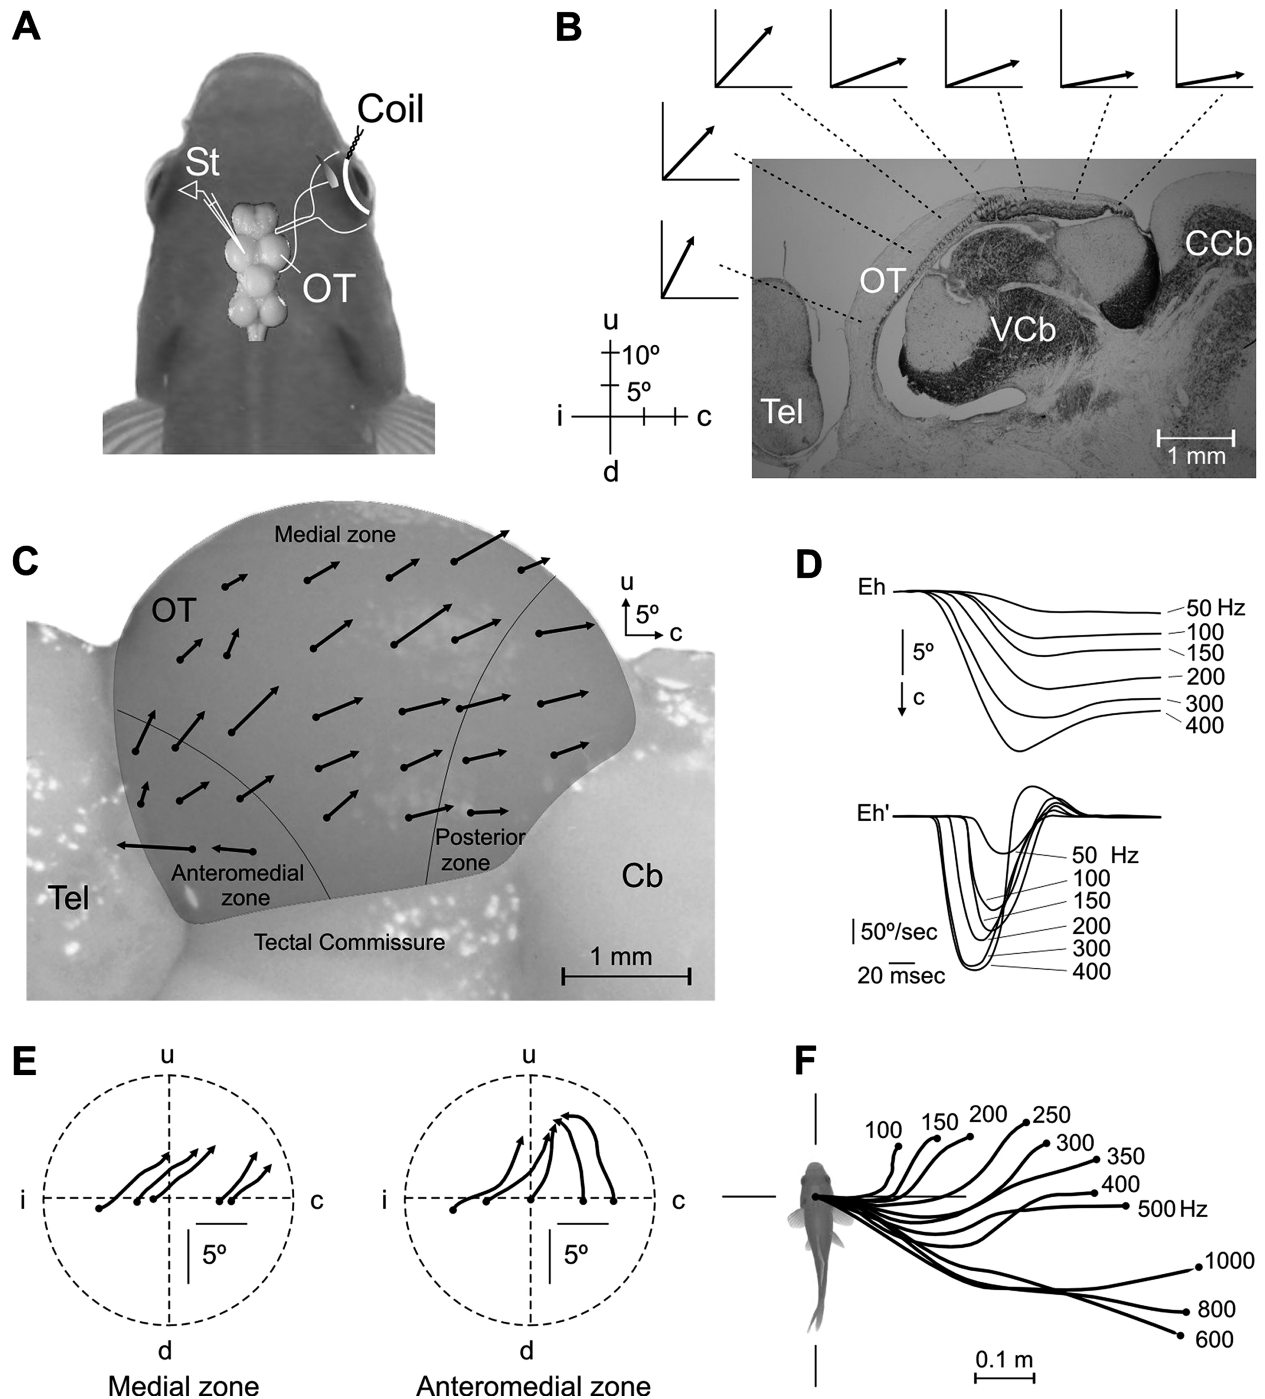 A
Coil
St
OT
B
u
10º
5º
i
c
d
OT
CCb
VCb
Tel
1 mm
C
Medial zone
OT
u
5º
c
Posterior
zone
Anteromedial
zone
Tel
Cb
Tectal Commissure
1 mm
D
Eh
50 Hz
100
150
5º
200
c
300
400
Eh'
50 Hz
100
150
200
50º/sec
300
20 msec
400
E
u
i
c
5º
d
Medial zone
u
i
c
5º
d
Anteromedial zone
F
100
150
200
250
300
350
400
500 Hz
1000
800
600
0.1 m